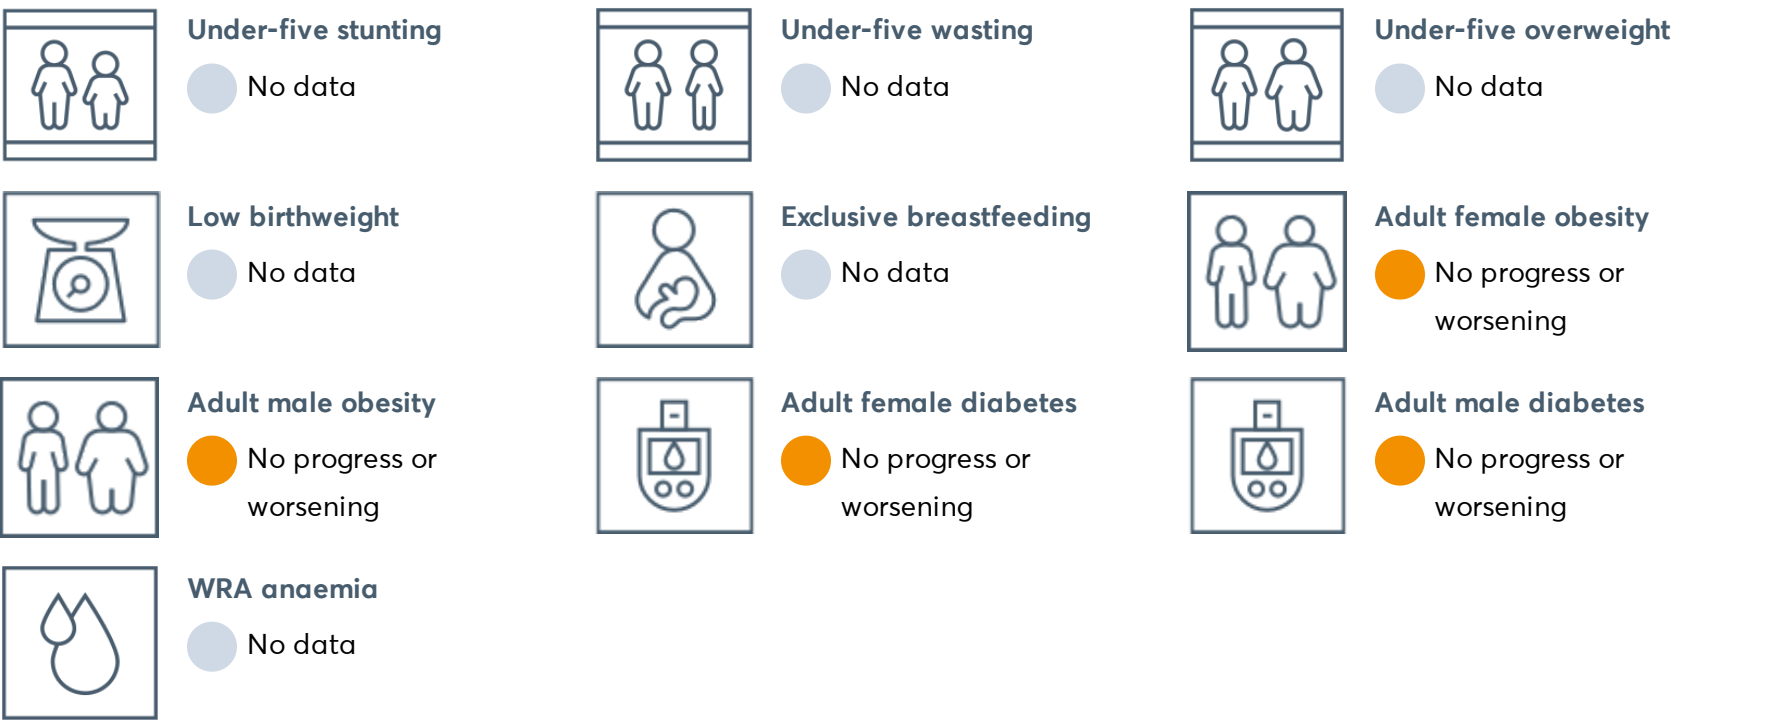 Under-five stunting
No data
Under-five wasting
No data
Under-five overweight
No data
Low birthweight
No data
Exclusive breastfeeding
No data
Adult female obesity
No progress or
worsening
Adult male obesity
No progress or
worsening
Adult female diabetes
No progress or
worsening
Adult male diabetes
No progress or
worsening
WRA anaemia
No data